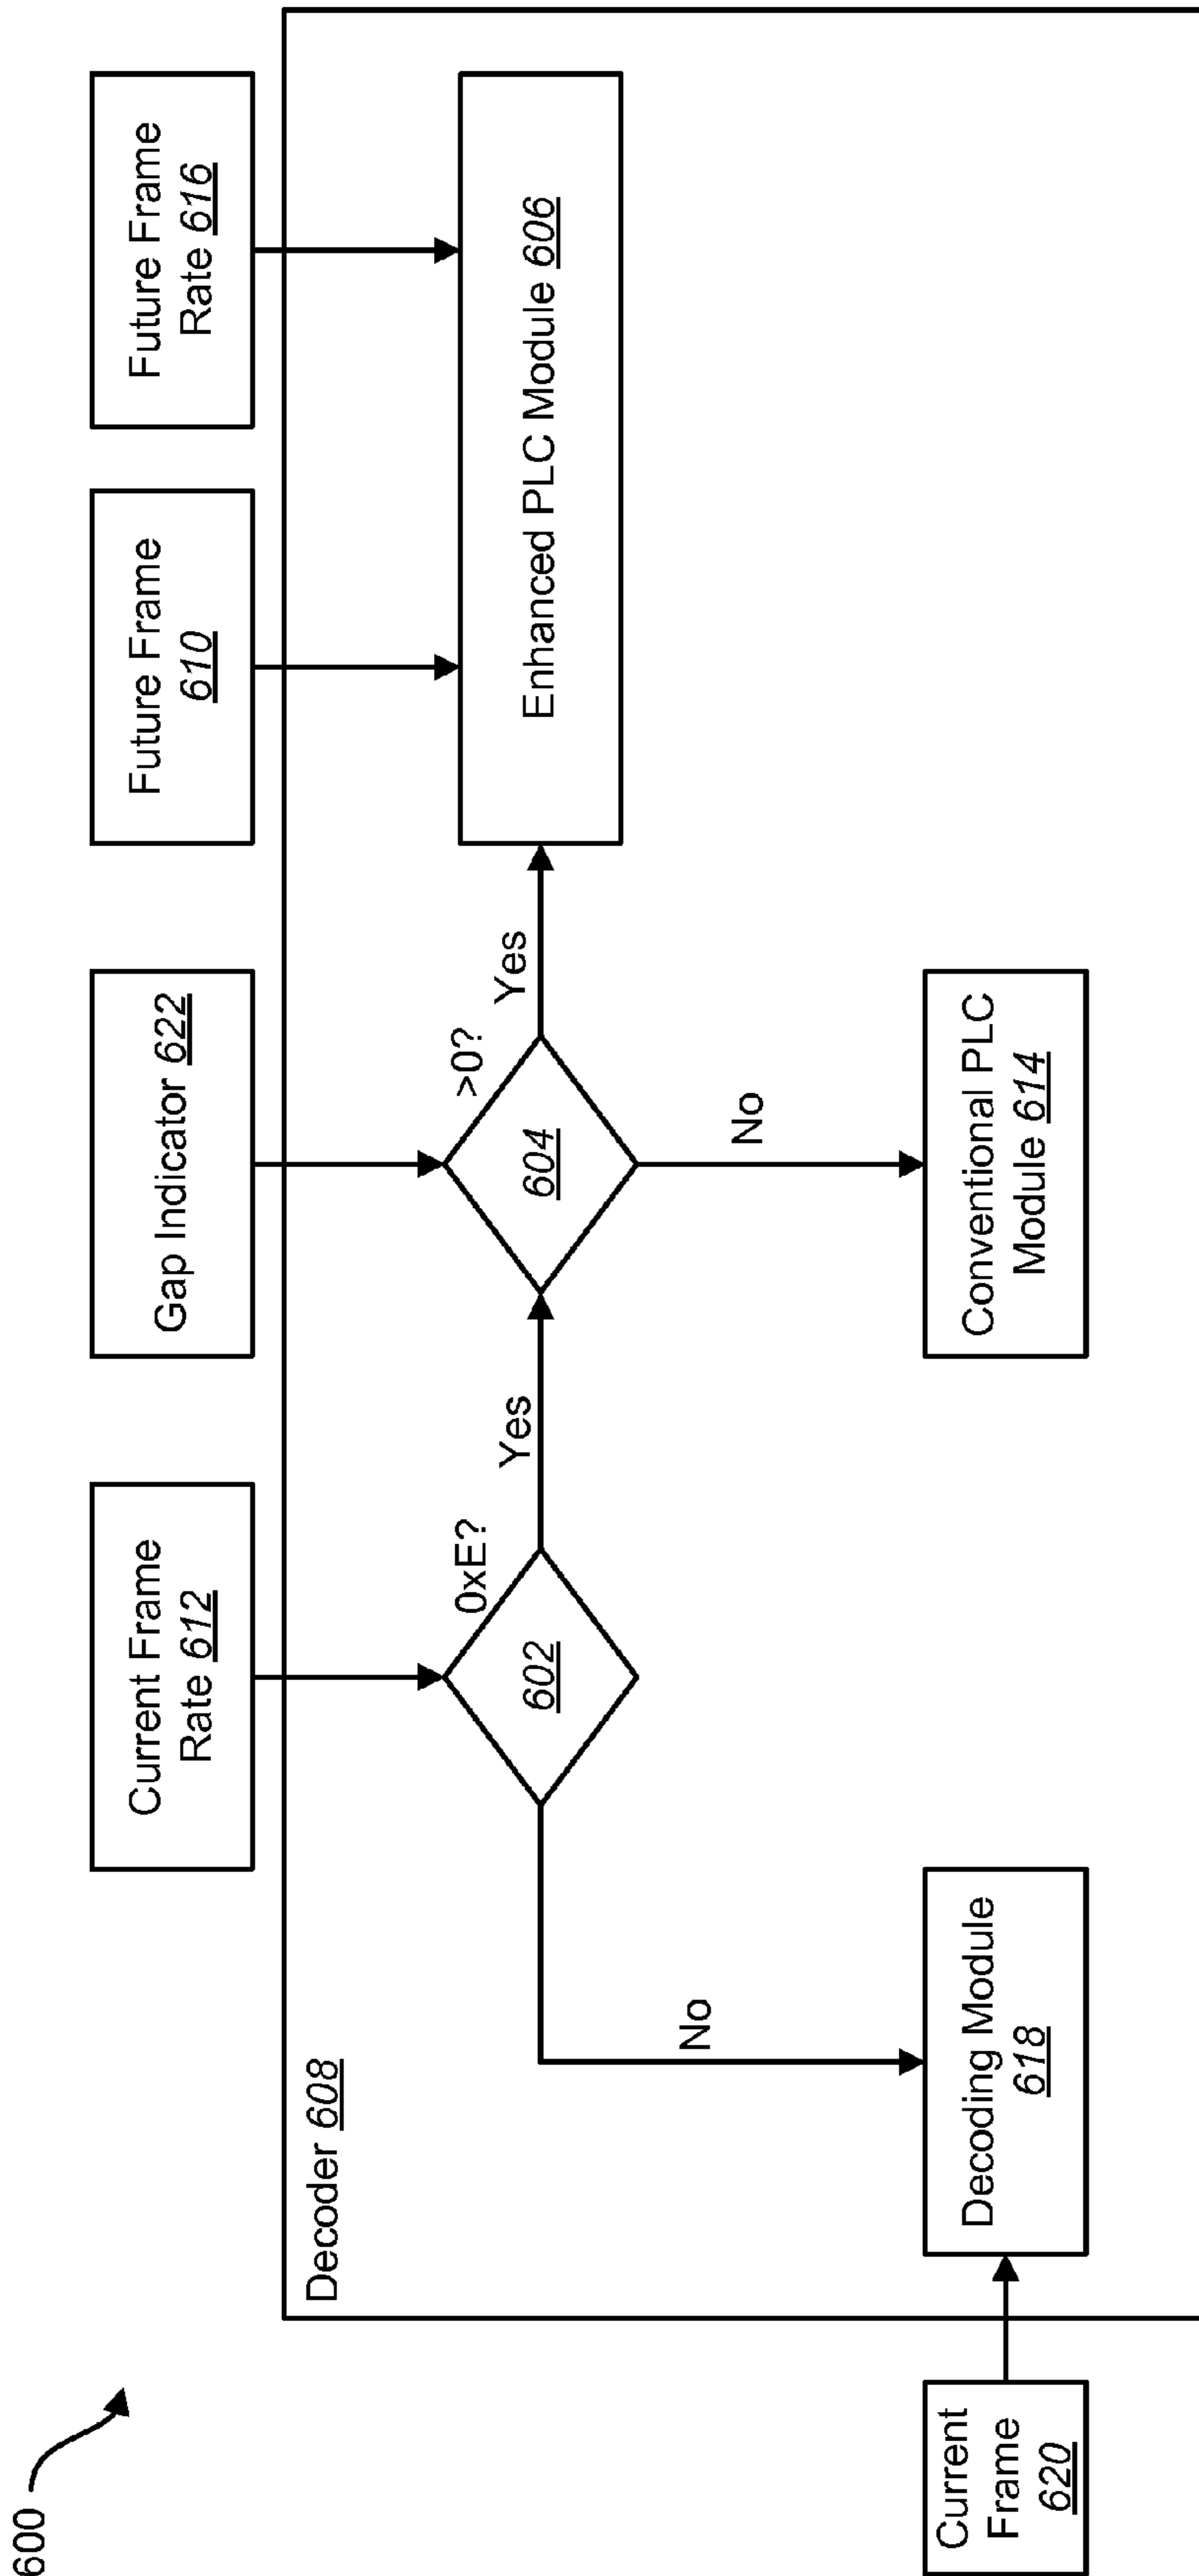 600
Current Frame
Rate 612
Gap Indicator 622
Future Frame
610
Future Frame
Rate 616
Decoder 608
0xE?
602
Yes
>0?
604
Yes
Enhanced PLC Module 606
No
No
Current
Frame
620
Decoding Module
618
Conventional PLC
Module 614